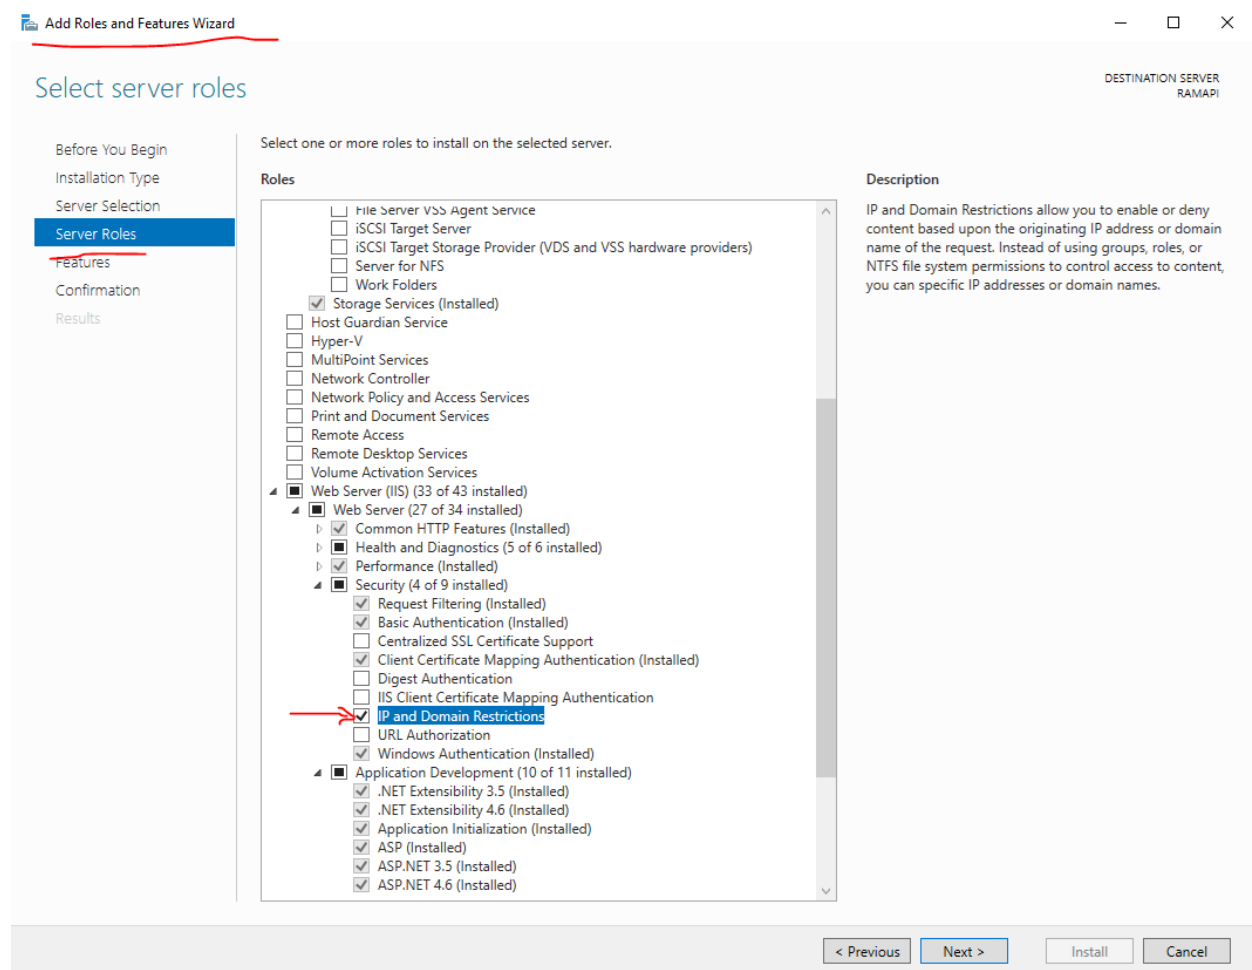 Add Roles and Features Wizard
Select server roles
DESTINATION SERVER
RAMAPI
Before You Begin
Installation Type
Server Selection
Server Roles
Features
Confirmation
Results
Select one or more roles to install on the selected server.
Roles
File Server VSS Agent Service
iSCSI Target Server
iSCSI Target Storage Provider (VDS and VSS hardware providers)
Server for NFS
Work Folders
Storage Services (Installed)
Host Guardian Service
Hyper-V
MultiPoint Services
Network Controller
Network Policy and Access Services
Print and Document Services
Remote Access
Remote Desktop Services
Volume Activation Services
Web Server (IIS) (33 of 43 installed)
Web Server (27 of 34 installed)
Common HTTP Features (Installed)
Health and Diagnostics (5 of 6 installed)
Performance (Installed)
Security (4 of 9 installed)
Request Filtering (Installed)
Basic Authentication (Installed)
Centralized SSL Certificate Support
Client Certificate Mapping Authentication (Installed)
Digest Authentication
IIS Client Certificate Mapping Authentication
IP and Domain Restrictions
URL Authorization
Windows Authentication (Installed)
Application Development (10 of 11 installed)
.NET Extensibility 3.5 (Installed)
.NET Extensibility 4.6 (Installed)
Application Initialization (Installed)
ASP (Installed)
ASP.NET 3.5 (Installed)
ASP.NET 4.6 (Installed)
Description
IP and Domain Restrictions allow you to enable or deny
content based upon the originating IP address or domain
name of the request. Instead of using groups, roles, or
NTFS file system permissions to control access to content,
you can specific IP addresses or domain names.
< Previous
Next >
Install
Cancel